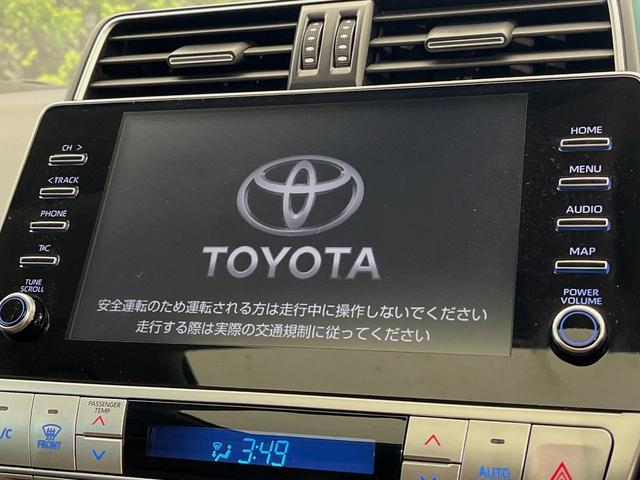 CH >
<TRACK
PHONE
T/C
TUNE
SCROLL
TOYOTA
安全運転のため運転される方は走行中に操作しないでください
走行する際は実際の交通規制に従ってください
HOME
MENU
AUDIO
MAP
POWER
VOLUME
A/C
FRONT
PASSENGER
TEMP
3:49
AUTO